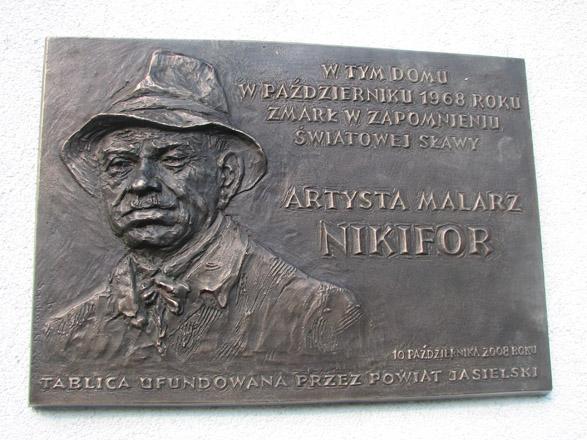 W TYM DOMU
W PAŹDZIERNIKU 1968 ROKU
ZMARŁ W ZAPOMNIENIU
ŚWIATOWEJ SŁAWY
ARTYSTA MALARZ
NIKIFOR
10 PAŹDZIERNIKA 2008 ROKU
TABLICA UFUNDOWANA PRZEZ POWIAT JASIELSKI